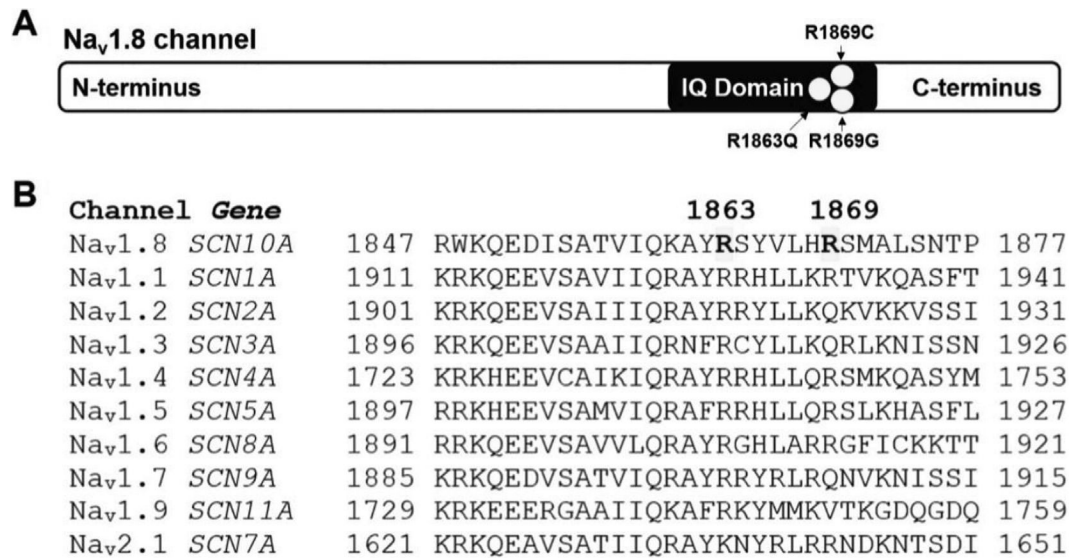 A
Nav1.8 channel
R1869C
N-terminus IQ Domain C-terminus
R1863Q R1869G
B
Channel Gene 1863 1869
Nav1.8 SCN10A 1847 RWKQEDISATVIQKAYRSYVLHRSMALSNTP 1877
Nav1.1 SCN1A 1911 KRKQEEVSAVIIQRAYRRHLLKRTVKQASFT 1941
Nav1.2 SCN2A 1901 KRKQEEVSAIIIQRAYRRYLLKQKVKKVSSI 1931
Nav1.3 SCN3A 1896 KRKQEEVSAAIIQRNFRCYLLKQRLKNISSN 1926
Nav1.4 SCN4A 1723 KRKHEEVCAIKIQRAYRRHLLQRSMKQASYM 1753
Nav1.5 SCN5A 1897 RRKHEEVSAMVIQRAFRRHLLQRSLKHASFL 1927
Nav1.6 SCN8A 1891 RRKQEEVSAVVLQRAYRGHLARRGFICKKTT 1921
Nav1.7 SCN9A 1885 KRKQEDVSATVIQRAYRRYRLRQNVKNISSI 1915
Nav1.9 SCN11A 1729 KRKEEERGAAIIQKAFRKYMMKVTKGDQGDQ 1759
Nav2.1 SCN7A 1621 KRKQEAVSATIIQRAYKNYRLRRNDKNTSDI 1651